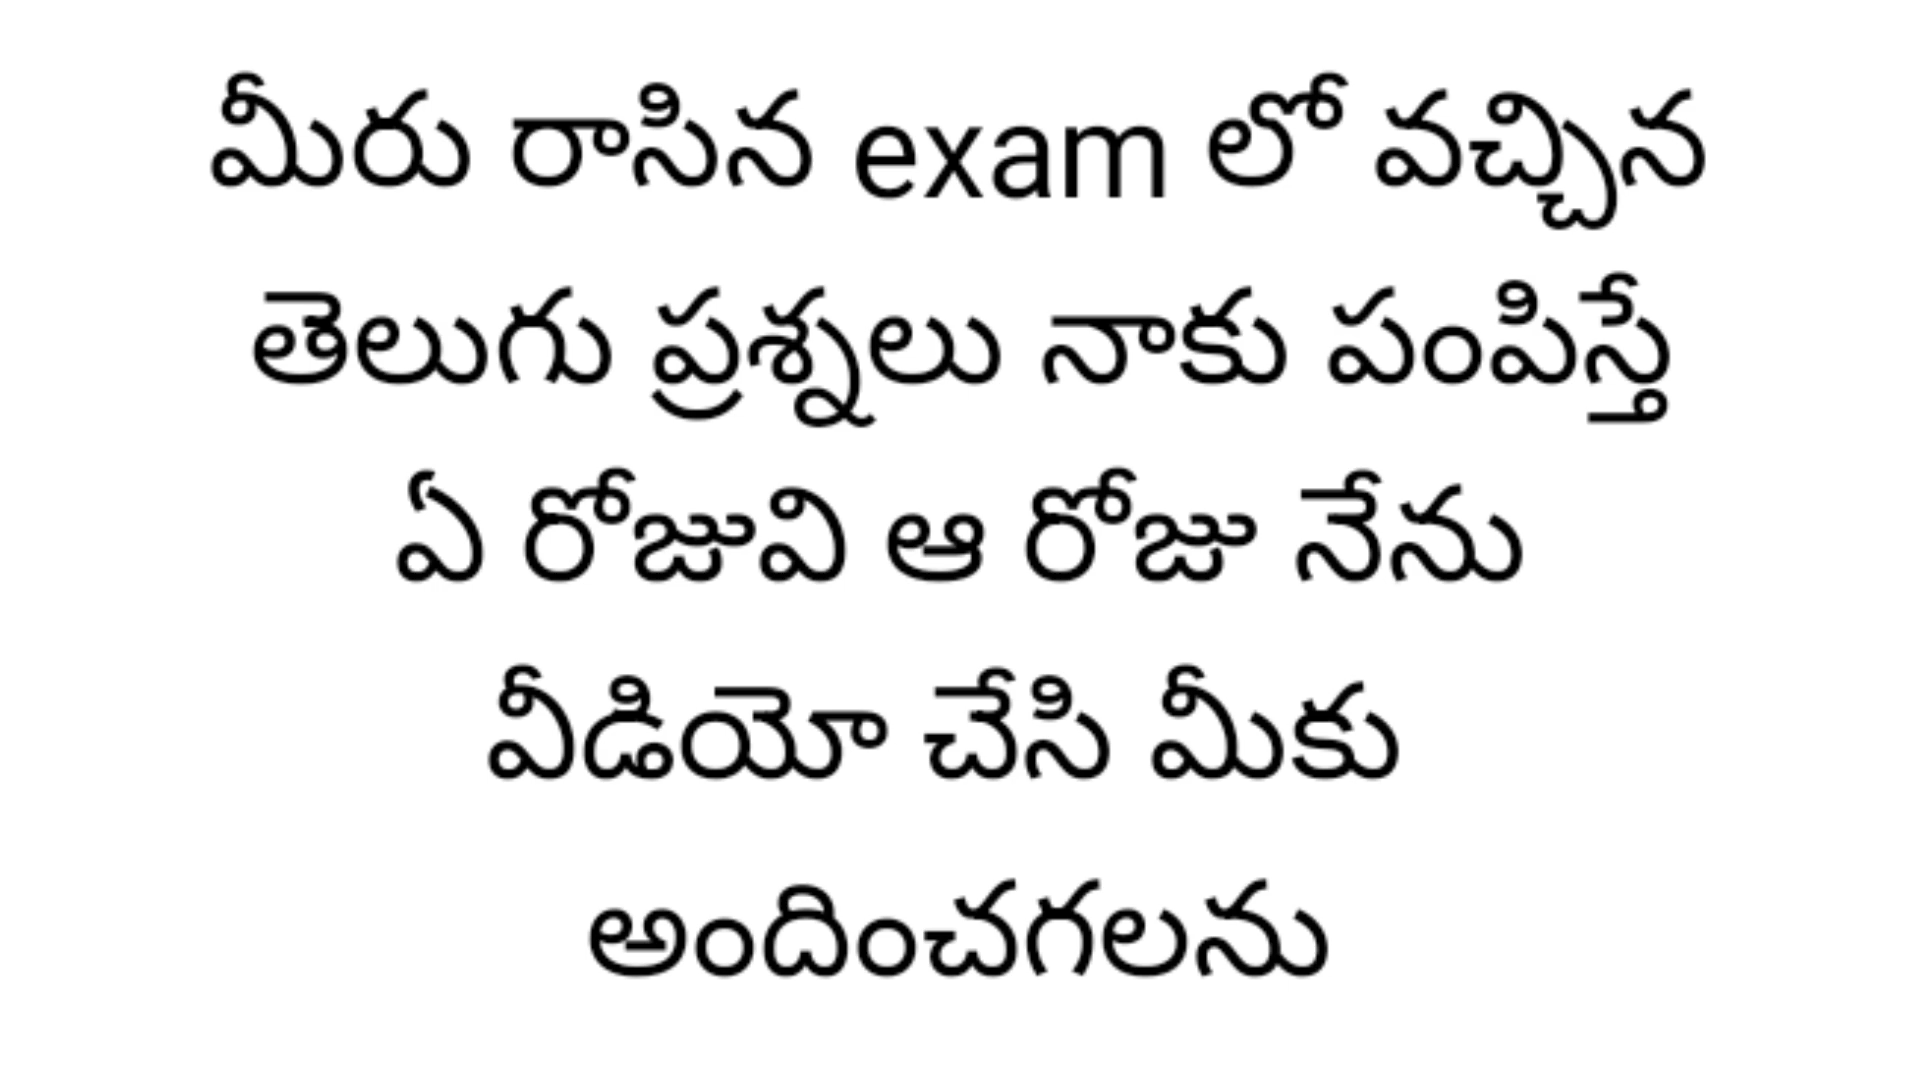 మీరు రాసిన exam లో వచ్చిన
తెలుగు ప్రశ్నలు నాకు పంపిస్తే
ఏ రోజువి ఆ రోజు నేను
వీడియో చేసి మీకు
అందించగలను